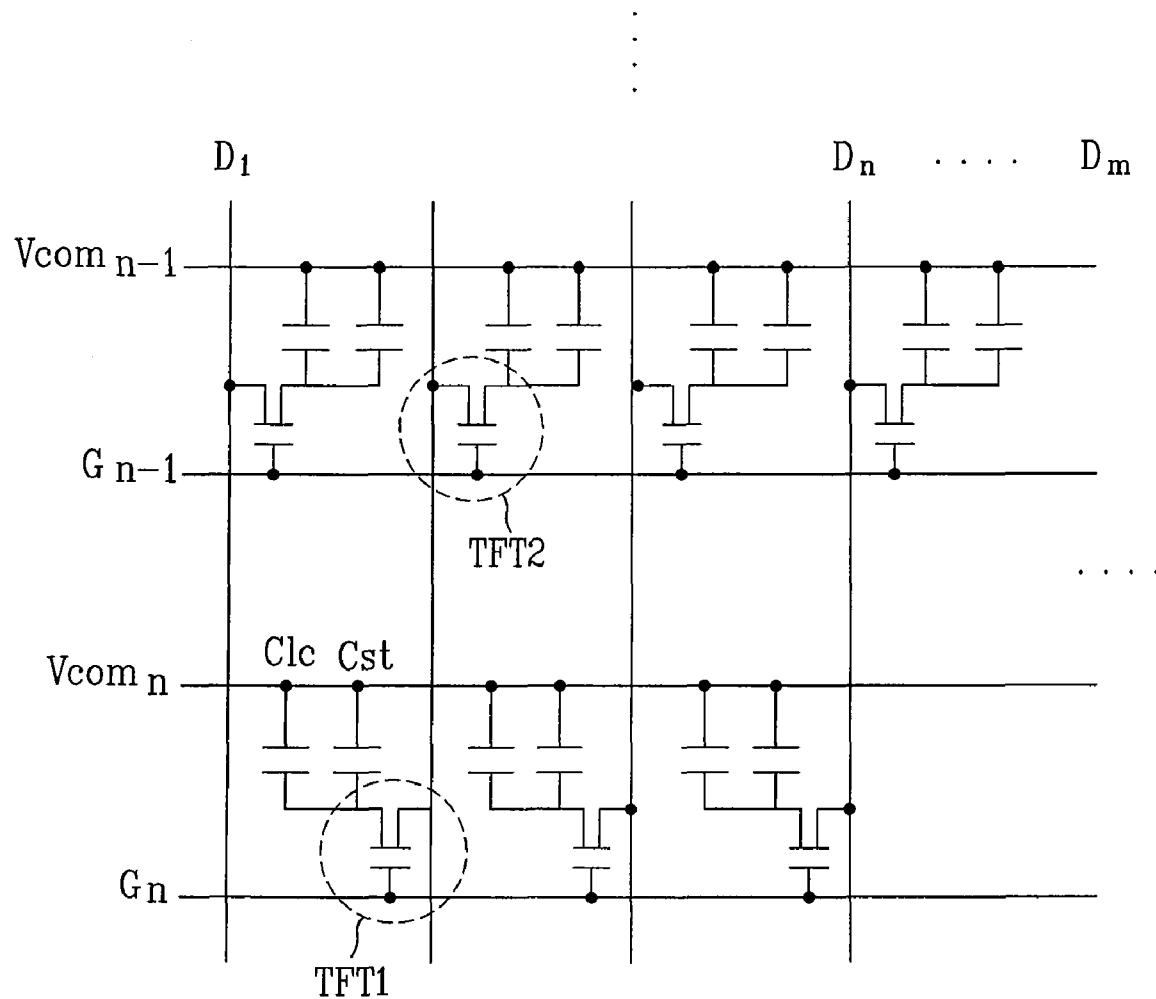 D1 Dn .... Dm
Vcom n-1
G n-1
TFT2
....
Clc Cst
Vcom n
Gn
TFT1